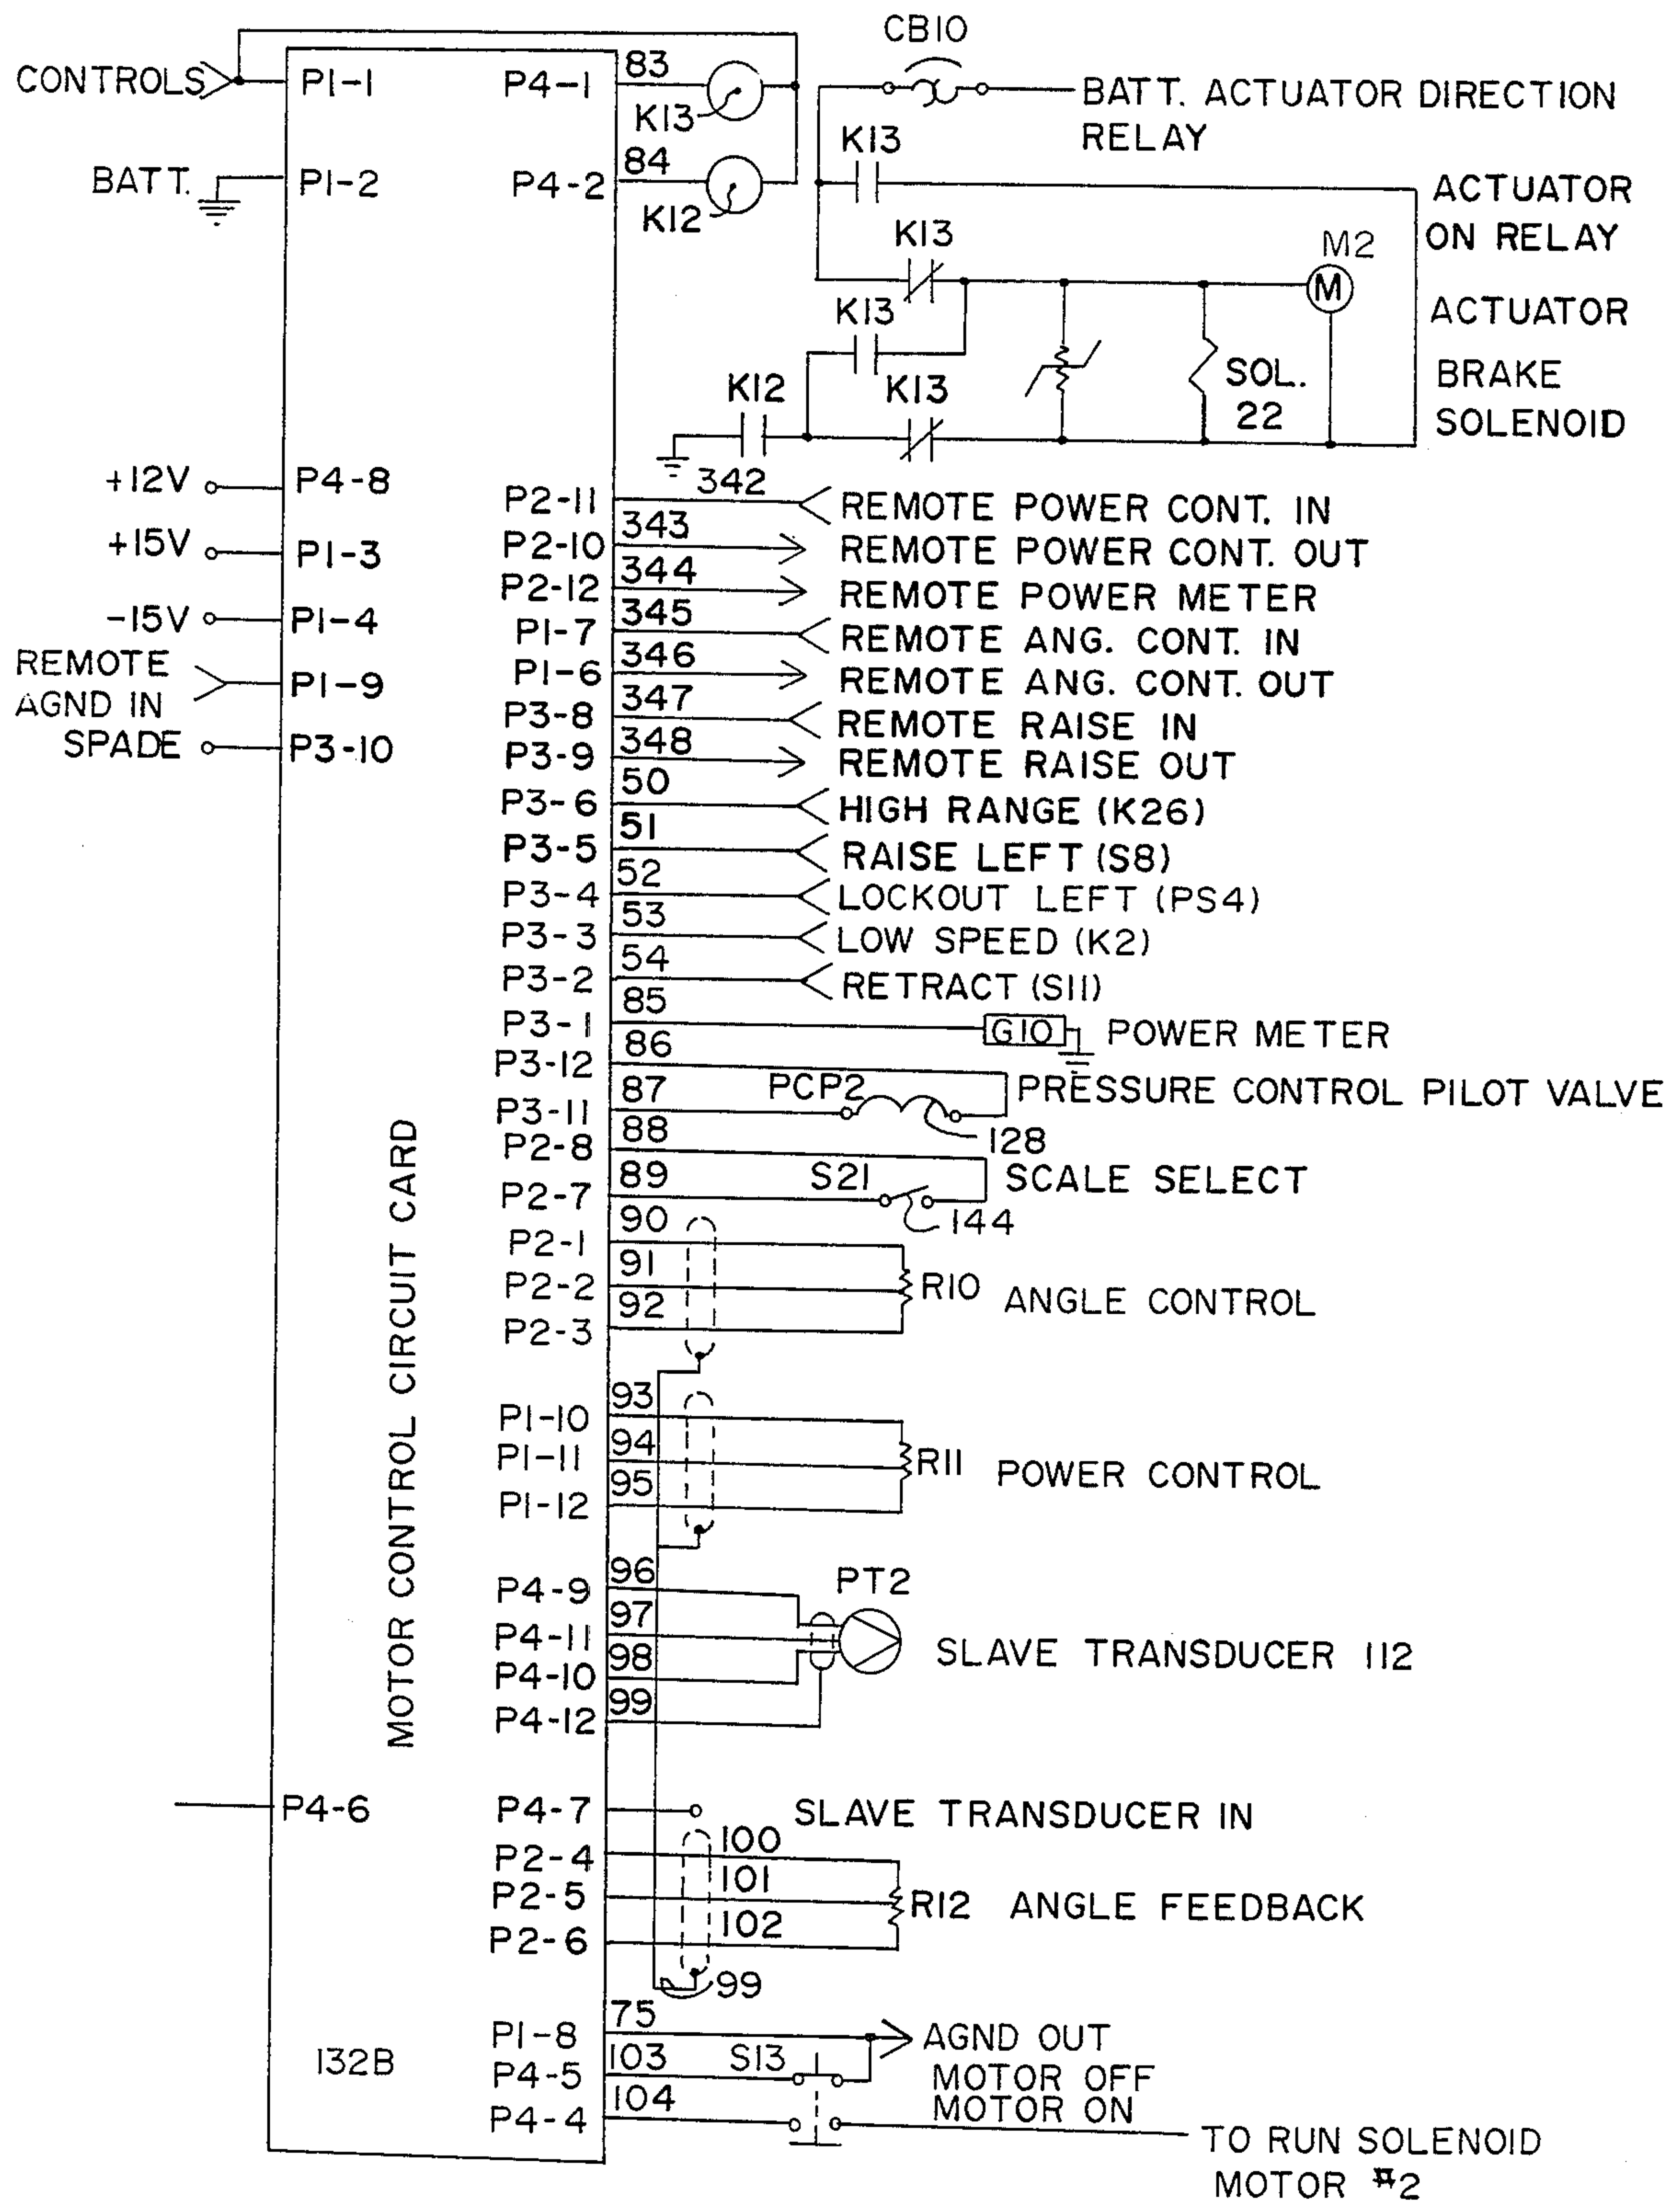 CB10
CONTROLS P1-1 P4-1 83 K13
BATT. ACTUATOR DIRECTION
RELAY
BATT. P1-2 P4-2 84 K12
K13
ACTUATOR
ON RELAY
K13
M2
M
K13
ACTUATOR
K12 K13
SOL.
22
BRAKE
SOLENOID
+12V P4-8
+15V P1-3
-15V P1-4
REMOTE
AGND IN P1-9
SPADE P3-10
P2-11 342 REMOTE POWER CONT. IN
P2-10 343 REMOTE POWER CONT. OUT
P2-12 344 REMOTE POWER METER
P1-7 345 REMOTE ANG. CONT. IN
P1-6 346 REMOTE ANG. CONT. OUT
P3-8 347 REMOTE RAISE IN
P3-9 348 REMOTE RAISE OUT
P3-6 50 HIGH RANGE (K26)
P3-5 51 RAISE LEFT (S8)
P3-4 52 LOCKOUT LEFT (PS4)
P3-3 53 LOW SPEED (K2)
P3-2 54 RETRACT (S11)
P3-1 85 G10 POWER METER
P3-12 86
P3-11 87 PCP2 PRESSURE CONTROL PILOT VALVE
128
P2-8 88
P2-7 89 S21 SCALE SELECT
144
P2-1 90
P2-2 91 R10 ANGLE CONTROL
P2-3 92
MOTOR CONTROL CIRCUIT CARD
P1-10 93
P1-11 94 R11 POWER CONTROL
P1-12 95
P4-9 96 PT2
P4-11 97 SLAVE TRANSDUCER 112
P4-10 98
P4-12 99
P4-6 P4-7 SLAVE TRANSDUCER IN
P2-4 100
P2-5 101 R12 ANGLE FEEDBACK
P2-6 102
99
P1-8 75 AGND OUT
132B P4-5 103 S13 MOTOR OFF
MOTOR ON
P4-4 104
TO RUN SOLENOID
MOTOR #2